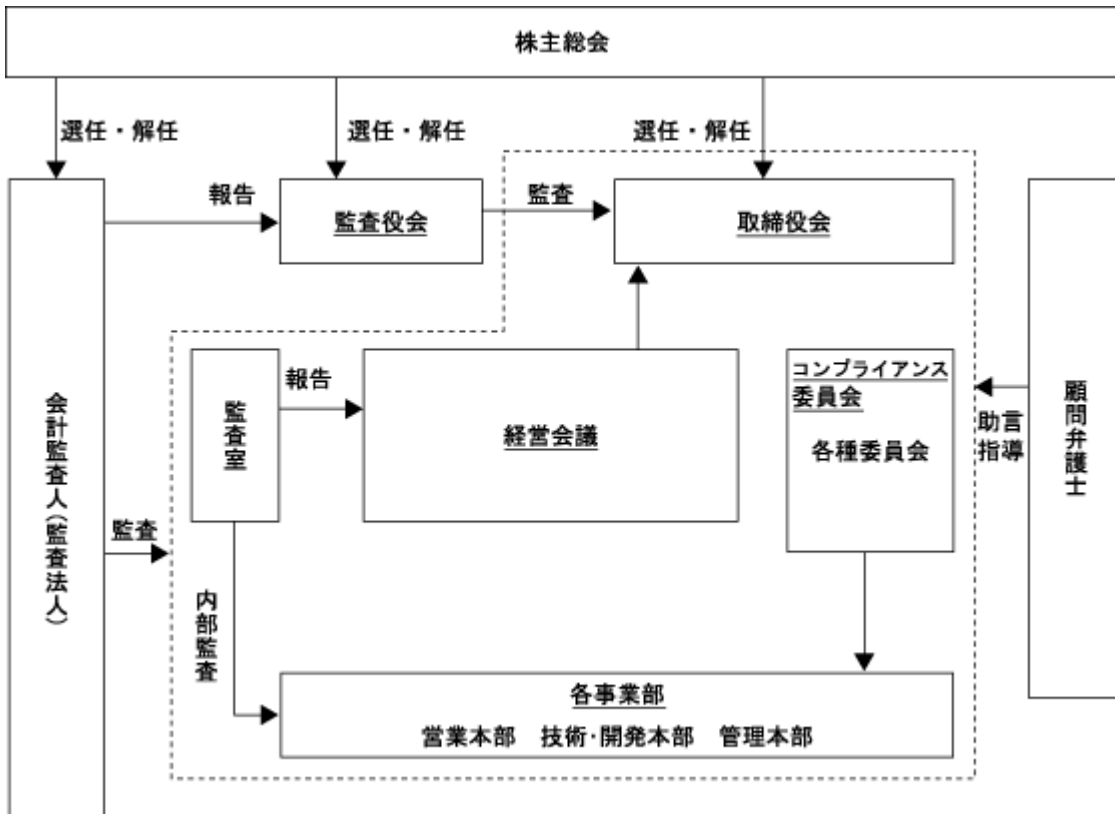 株主総会
選任・解任
選任・解任
選任・解任
報告
監査役会
監査
取締役会
会計監査人(監査法人)
監査室
報告
経営会議
コンプライアンス
委員会
各種委員会
助言
指導
顧問弁護士
監査
内部監査
各事業部
営業本部 技術・開発本部 管理本部